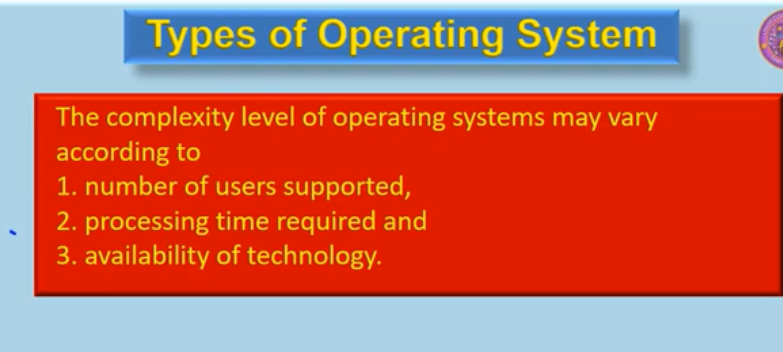 Types of Operating System
The complexity level of operating systems may vary
according to
1. number of users supported,
2. processing time required and
3. availability of technology.